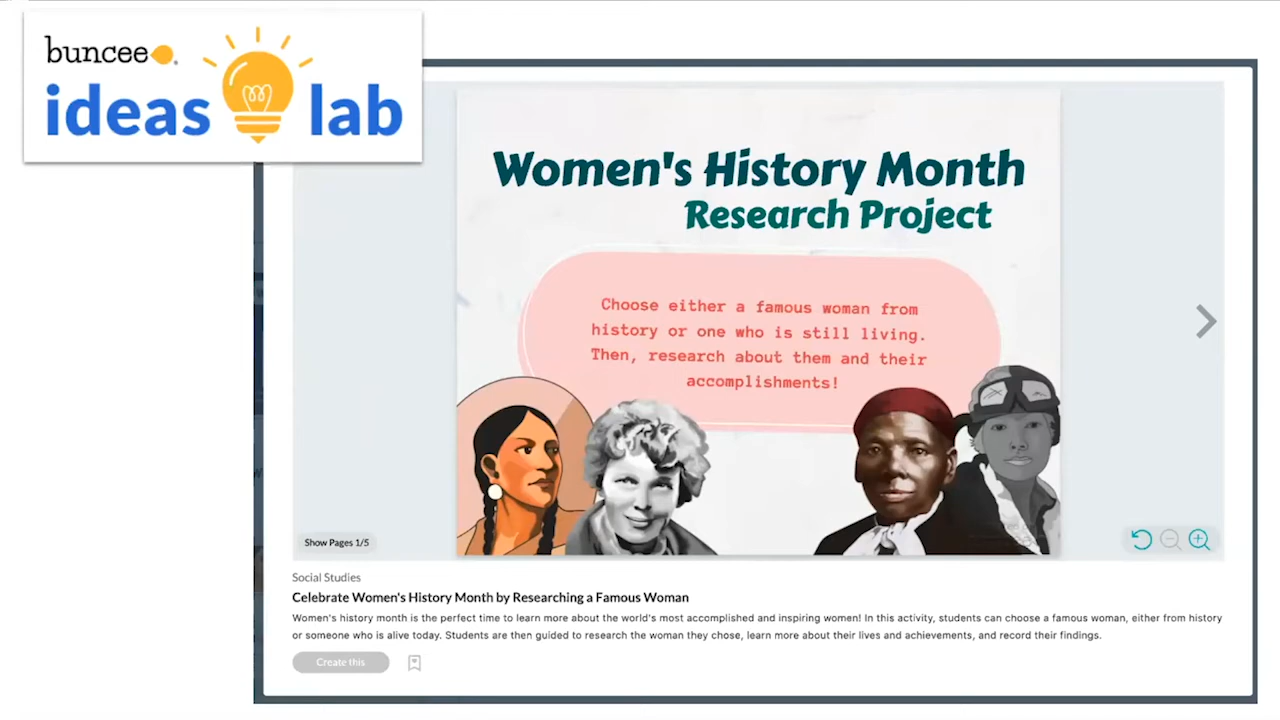 buncee
ideas lab
Women's History Month
Research Project
Choose either a famous woman from
history or one who is still living.
Then, research about them and their
accomplishments!
Show Pages 1/5
Social Studies
Celebrate Women's History Month by Researching a Famous Woman
Women's history month is the perfect time to learn more about the world's most accomplished and inspiring women! In this activity, students can choose a famous woman, either from history
or someone who is alive today. Students are then guided to research the woman they chose, learn more about their lives and achievements, and record their findings.
Create this